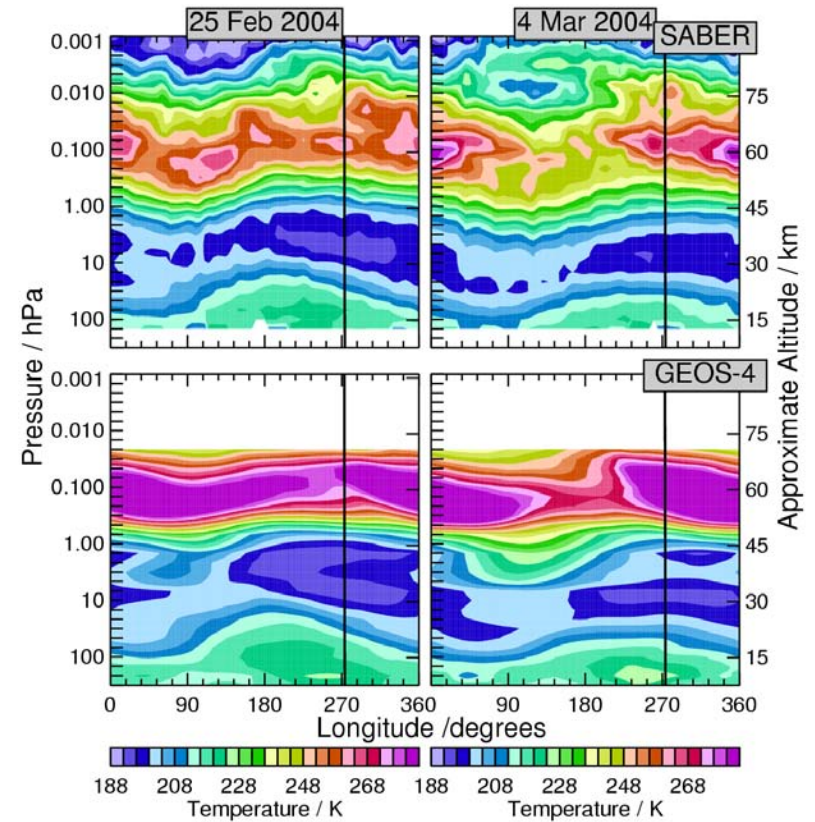 25 Feb 2004
4 Mar 2004
SABER
0.001
0.010
0.100
1.00
10
100
75
60
45
30
15
GEOS-4
0.001
0.010
0.100
1.00
10
100
75
60
45
30
15
Pressure / hPa
Approximate Altitude / km
0 90 180 270 360
90 180 270 360
Longitude /degrees
188 208 228 248 268
188 208 228 248 268
Temperature / K
Temperature / K